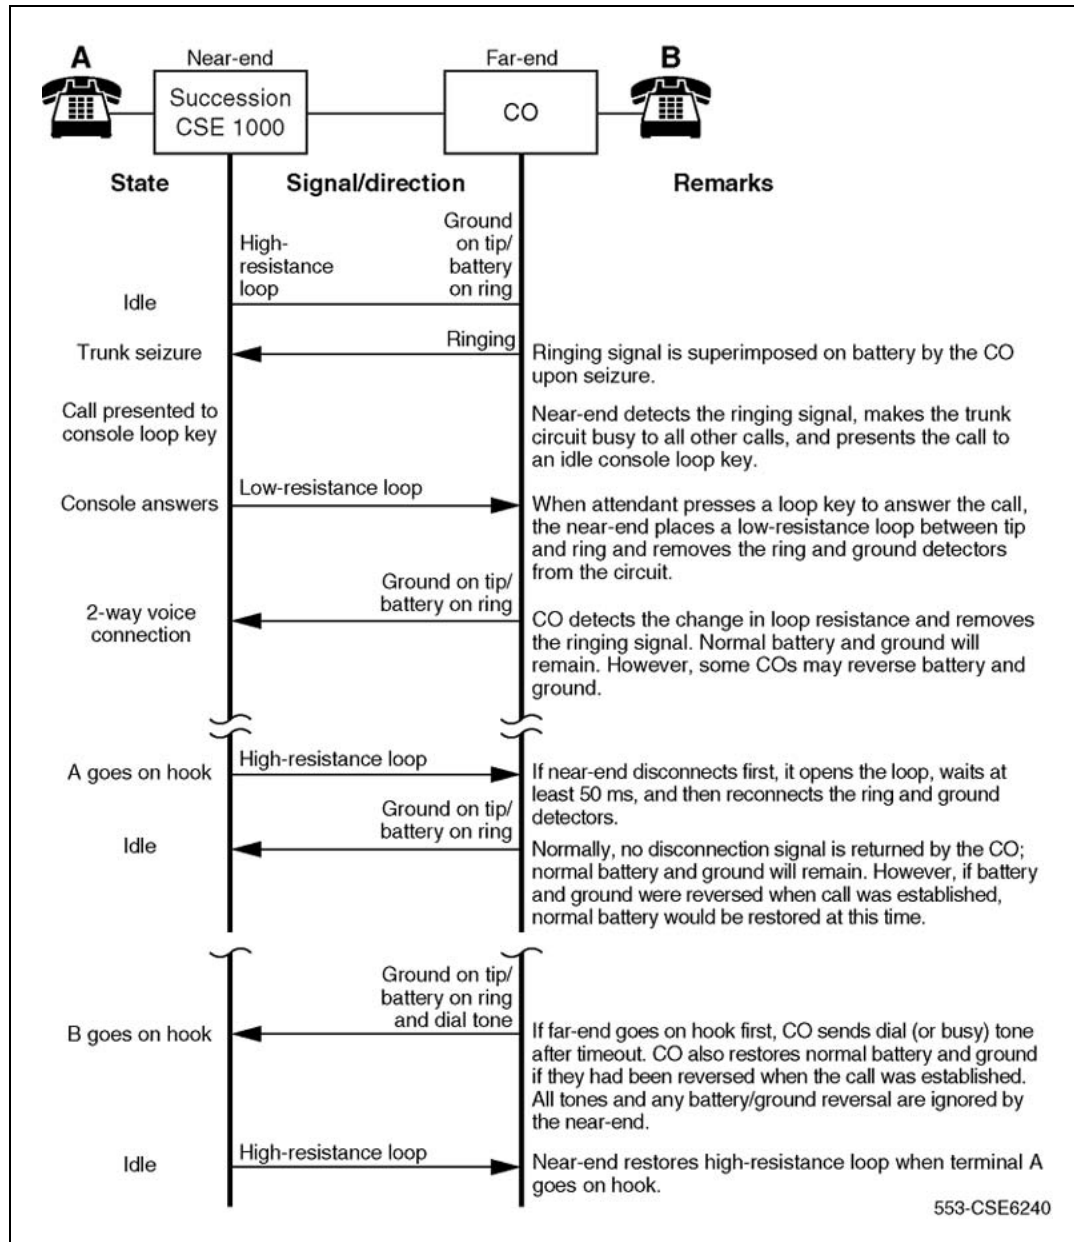 A
Near-end
Far-end
B
Succession
CSE 1000
CO
State
Signal/direction
Remarks
High-
resistance
loop
Ground
on tip/
battery
on ring
Idle
Trunk seizure
Ringing
Ringing signal is superimposed on battery by the CO
upon seizure.
Call presented to
console loop key
Near-end detects the ringing signal, makes the trunk
circuit busy to all other calls, and presents the call to
an idle console loop key.
Console answers
Low-resistance loop
When attendant presses a loop key to answer the call,
the near-end places a low-resistance loop between tip
and ring and removes the ring and ground detectors
from the circuit.
2-way voice
connection
Ground on tip/
battery on ring
CO detects the change in loop resistance and removes
the ringing signal. Normal battery and ground will
remain. However, some COs may reverse battery and
ground.
A goes on hook
High-resistance loop
If near-end disconnects first, it opens the loop, waits at
least 50 ms, and then reconnects the ring and ground
detectors.
Idle
Ground on tip/
battery on ring
Normally, no disconnection signal is returned by the CO;
normal battery and ground will remain. However, if battery
and ground were reversed when call was established,
normal battery would be restored at this time.
B goes on hook
Ground on tip/
battery on ring
and dial tone
If far-end goes on hook first, CO sends dial (or busy) tone
after timeout. CO also restores normal battery and ground
if they had been reversed when the call was established.
All tones and any battery/ground reversal are ignored by
the near-end.
Idle
High-resistance loop
Near-end restores high-resistance loop when terminal A
goes on hook.
553-CSE6240